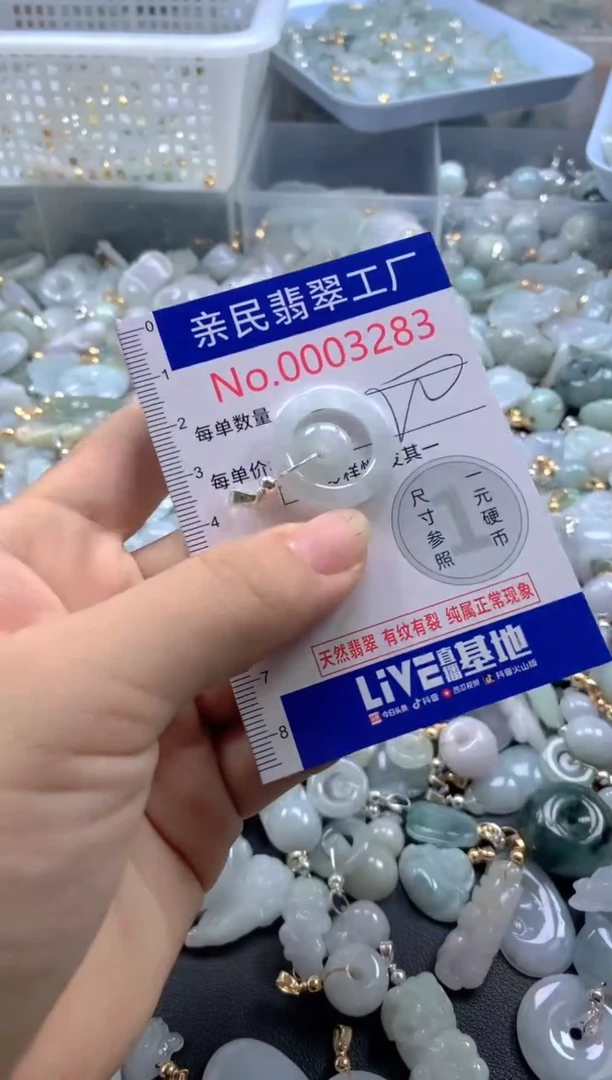 亲民翡翠工厂
No.0003283
每单数量
每单价
其一
一元硬币
1
尺寸参照
天然翡翠 有纹有裂 纯属正常现象
LiVE直播基地
今日头条 抖音 西瓜视频 抖音火山版
0
1
2
3
4
7
8